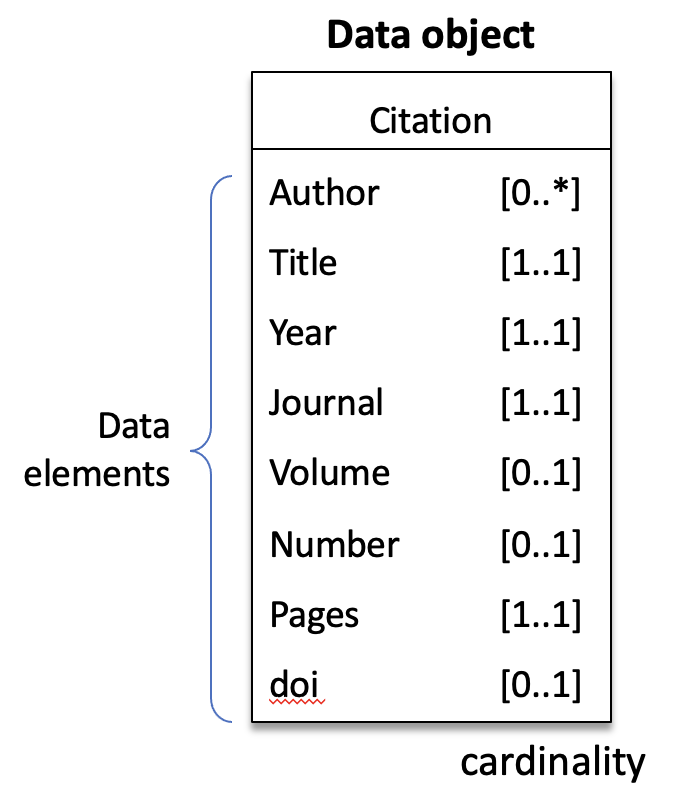 Data object
Citation
Author [0..*]
Title [1..1]
Year [1..1]
Journal [1..1]
Data
elements
Volume [0..1]
Number [0..1]
Pages [1..1]
doi [0..1]
cardinality